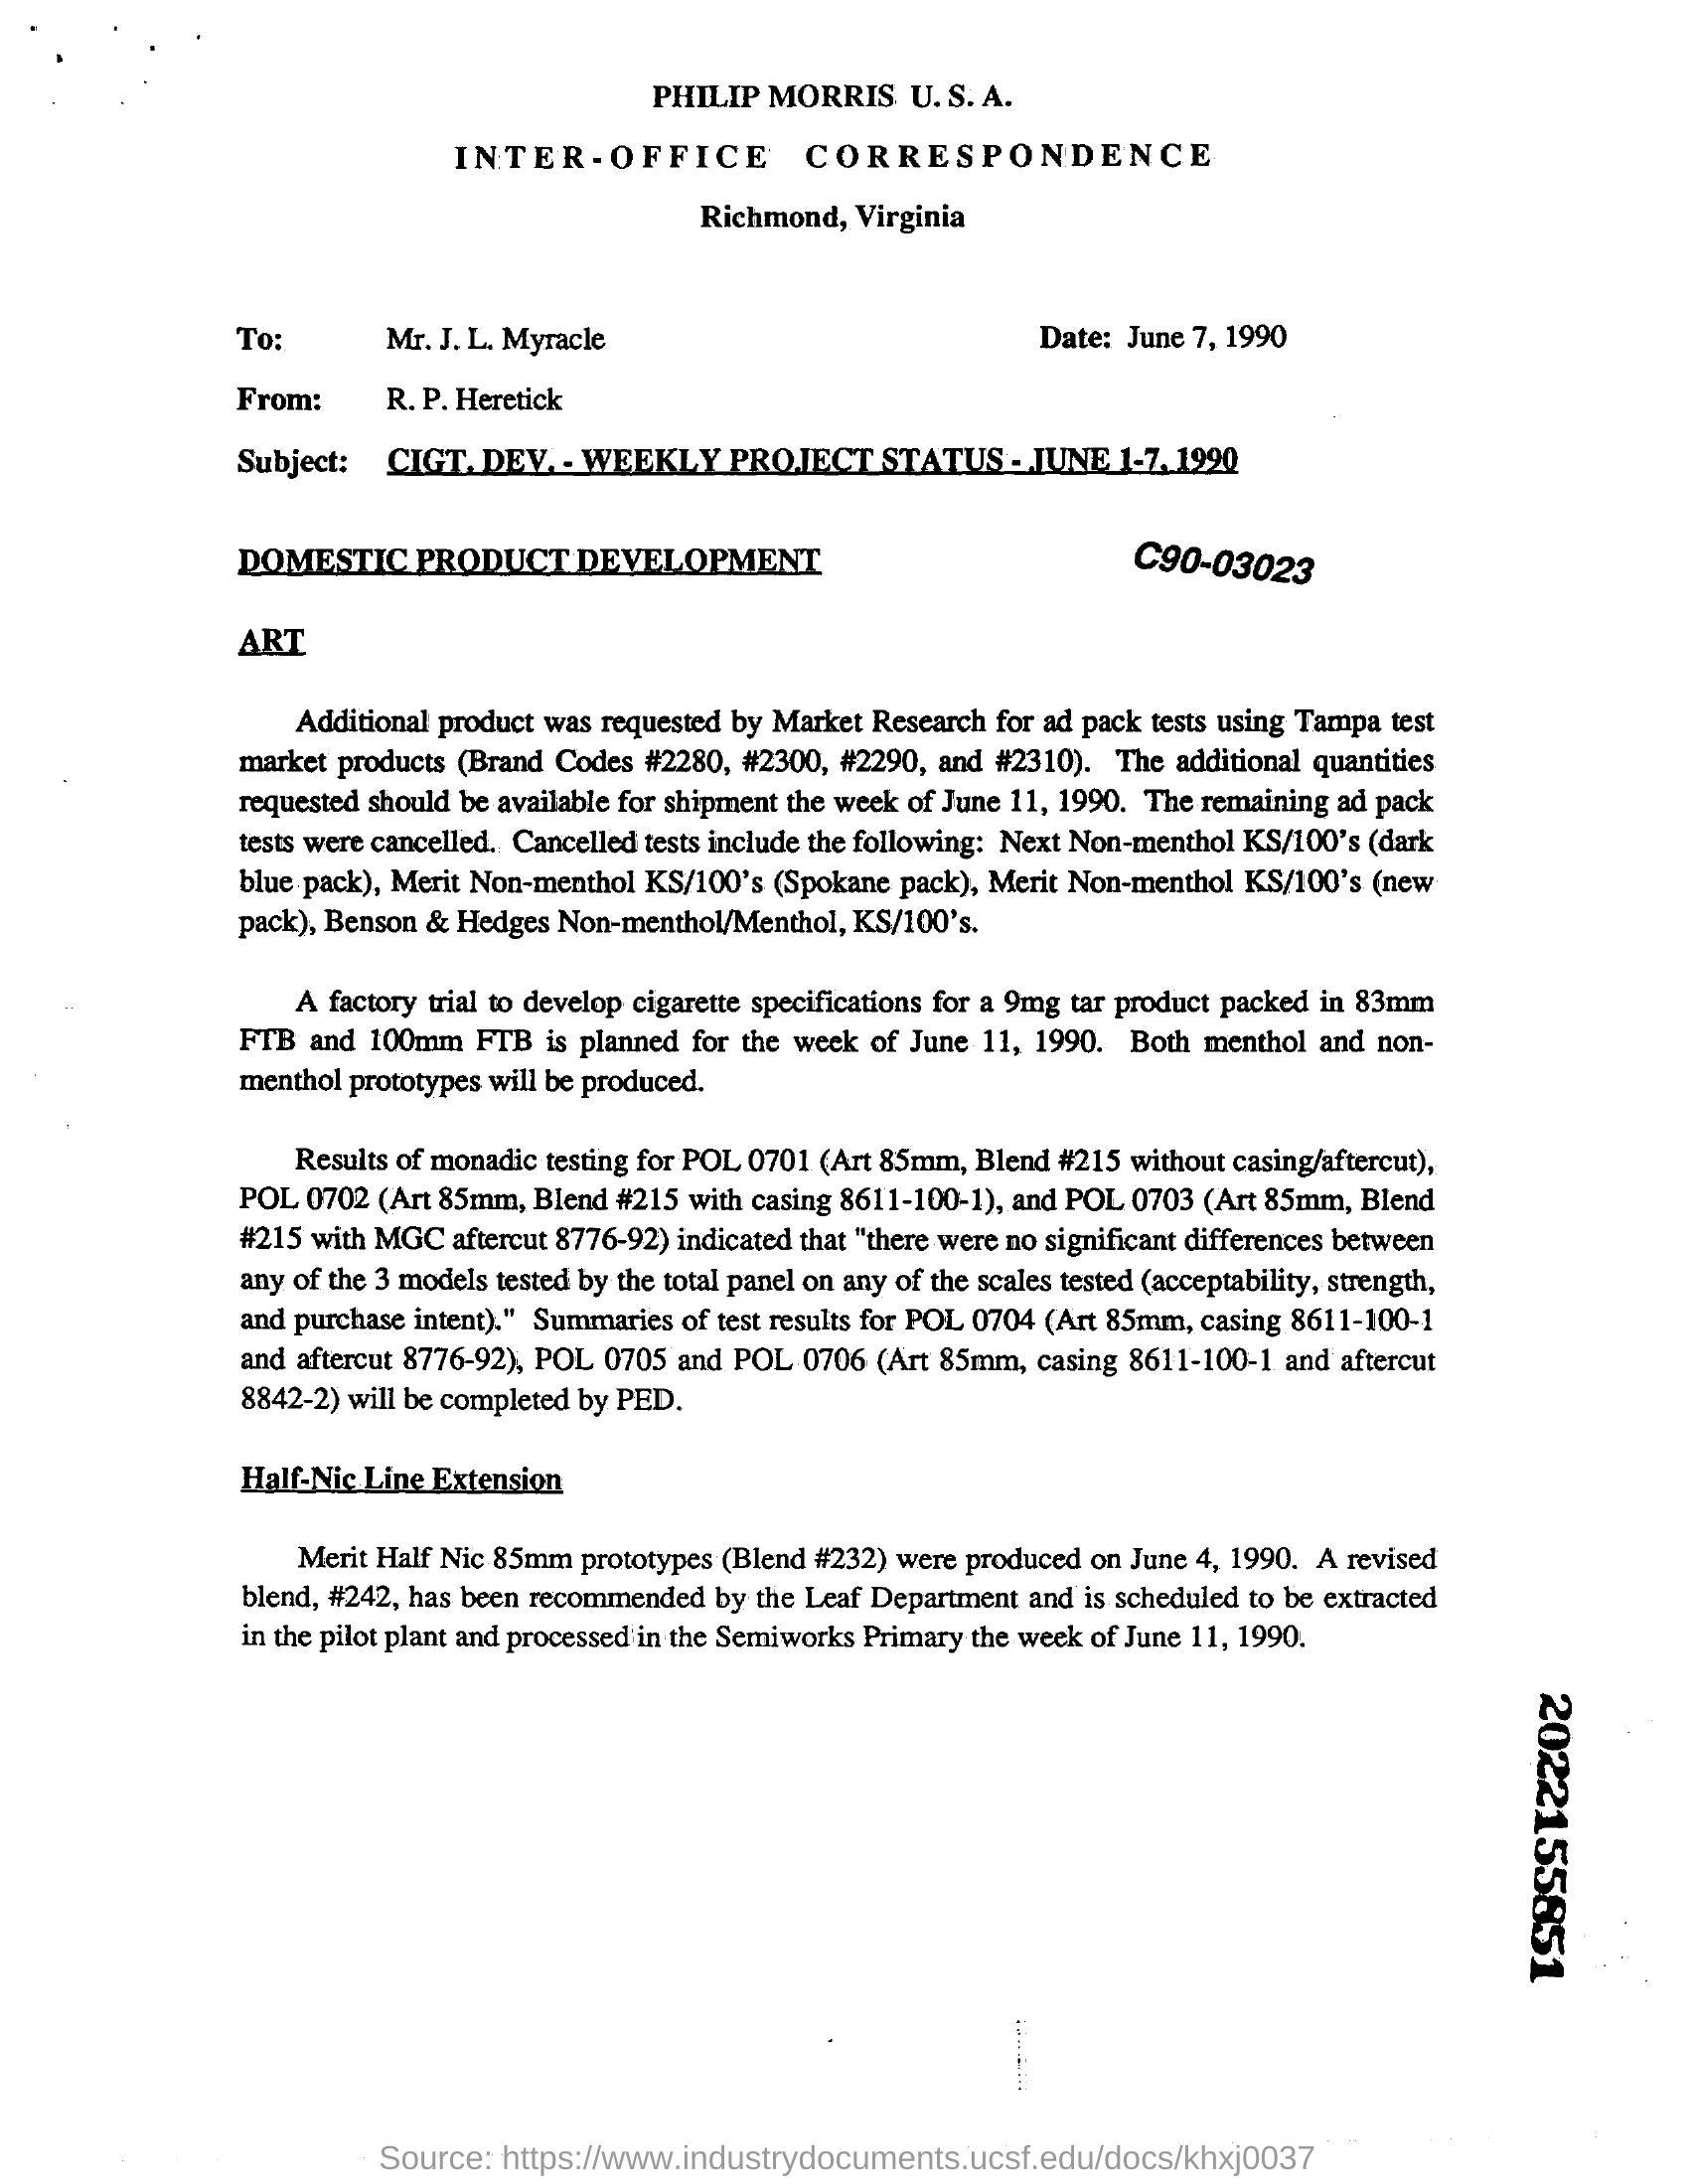 PHILIP MORRIS U. S. A.
INTER-OFFICE CORRESPONDENCE
Richmond, Virginia
To: Mr. J. L. Myracle Date: June 7, 1990
From: R. P. Heretick
Subject: CIGT. DEV. - WEEKLY PROJECT STATUS - JUNE 1-7, 1990
DOMESTIC PRODUCT DEVELOPMENT C90-03023
ART
Additional product was requested by Market Research for ad pack tests using Tampa test
market products (Brand Codes #2280, #2300, #2290, and #2310). The additional quantities
requested should be available for shipment the week of June 11, 1990. The remaining ad pack
tests were cancelled. Cancelled tests include the following: Next Non-menthol KS/100's (dark
blue pack), Merit Non-menthol KS/100's (Spokane pack), Merit Non-menthol KS/100's (new
pack), Benson & Hedges Non-menthol/Menthol, KS/100's.
A factory trial to develop cigarette specifications for a 9mg tar product packed in 83mm
FTB and 100mm FTB is planned for the week of June 11, 1990. Both menthol and non-
menthol prototypes will be produced.
Results of monadic testing for POL 0701 (Art 85mm, Blend #215 without casing/aftercut),
POL 0702 (Art 85mm, Blend #215 with casing 8611-100-1), and POL 0703 (Art 85mm, Blend
#215 with MGC aftercut 8776-92) indicated that "there were no significant differences between
any of the 3 models tested by the total panel on any of the scales tested (acceptability, strength,
and purchase intent)." Summaries of test results for POL 0704 (Art 85mm, casing 8611-100-1
and aftercut 8776-92), POL 0705 and POL 0706 (Art 85mm, casing 8611-100-1 and aftercut
8842-2) will be completed by PED.
Half-Nic Line Extension
Merit Half Nic 85mm prototypes (Blend #232) were produced on June 4, 1990. A revised
blend, #242, has been recommended by the Leaf Department and is scheduled to be extracted
in the pilot plant and processed in the Semiworks Primary the week of June 11, 1990.
2022155851
Source: https://www.industrydocuments.ucsf.edu/docs/khxj0037